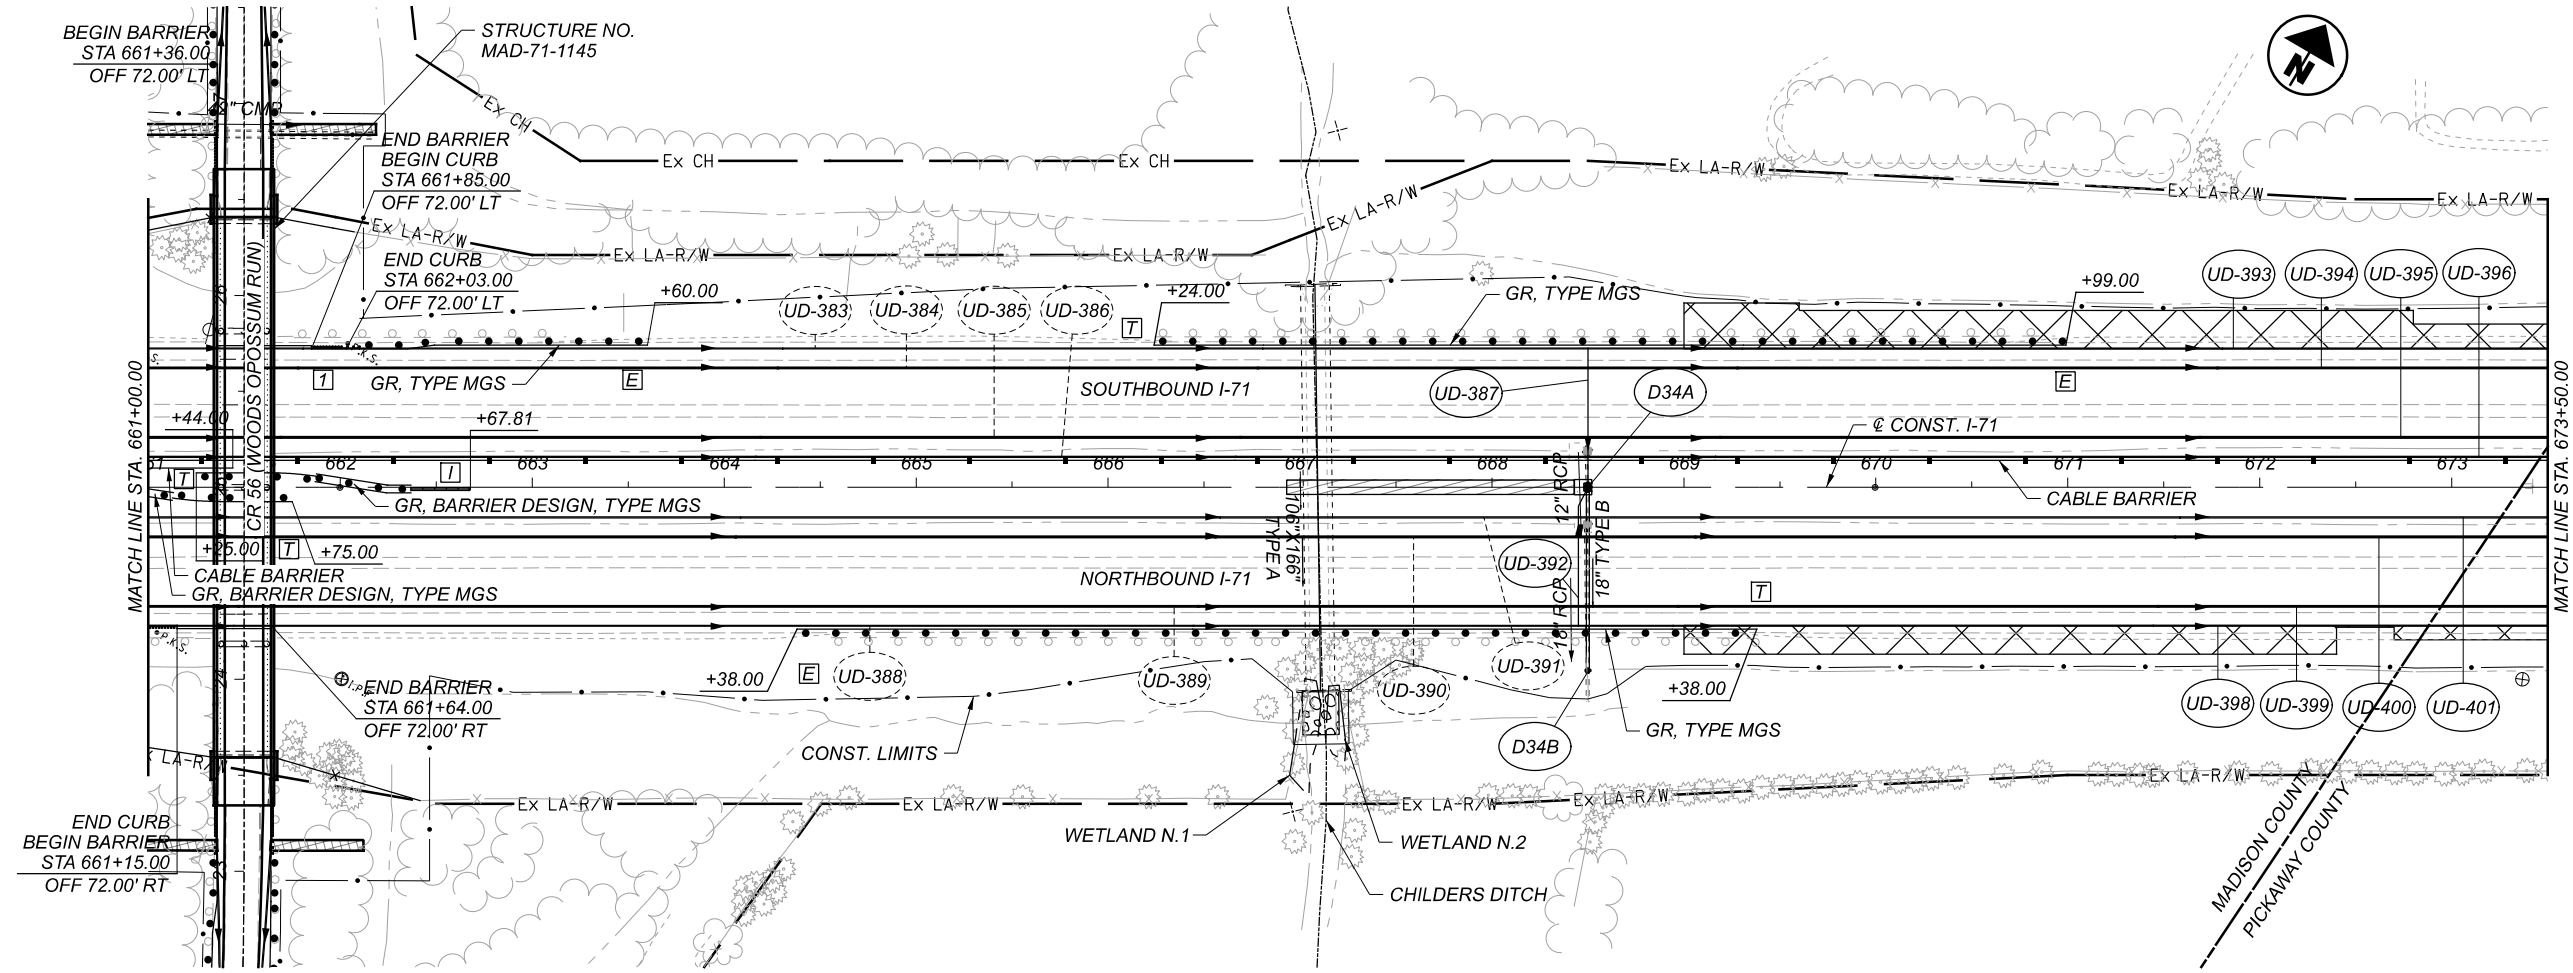 BEGIN BARRIER
STA 661+36.00
OFF 72.00' LT
STRUCTURE NO.
MAD-71-1145
N
Ex CH
END BARRIER
BEGIN CURB
STA 661+85.00
OFF 72.00' LT
Ex CH
Ex CH
Ex LA-R/W
Ex LA-R/W
Ex LA-R/W
Ex LA-R/W
Ex LA-R/W
Ex LA-R/W
Ex LA-R/W
Ex LA-R/W
END CURB
STA 662+03.00
OFF 72.00' LT
+60.00
UD-383
UD-384
UD-385
UD-386
T
+24.00
GR, TYPE MGS
+99.00
UD-393
UD-394
UD-395
UD-396
P.K.S.
1
GR, TYPE MGS
E
SOUTHBOUND I-71
UD-387
D34A
E
MATCH LINE STA. 661+00.00
MATCH LINE STA. 673+50.00
CR 56 (WOODS OPOSSUM RUN)
+44.00
+67.81
℄ CONST. I-71
662
663
664
665
666
667
668
669
670
671
672
673
T
I
GR, BARRIER DESIGN, TYPE MGS
CABLE BARRIER
106"X166"
TYPE A
12" RCP
18" TYPE B
18" RCP
+25.00
T
+75.00
CABLE BARRIER
GR, BARRIER DESIGN, TYPE MGS
NORTHBOUND I-71
UD-392
T
P.K.S.
+38.00
E
UD-388
UD-389
UD-390
UD-391
+38.00
UD-398
UD-399
UD-400
UD-401
END BARRIER
STA 661+64.00
OFF 72.00' RT
CONST. LIMITS
D34B
GR, TYPE MGS
LA-R/W
Ex LA-R/W
Ex LA-R/W
Ex LA-R/W
Ex LA-R/W
Ex LA-R/W
END CURB
BEGIN BARRIER
STA 661+15.00
OFF 72.00' RT
WETLAND N.1
WETLAND N.2
CHILDERS DITCH
MADISON COUNTY
PICKAWAY COUNTY